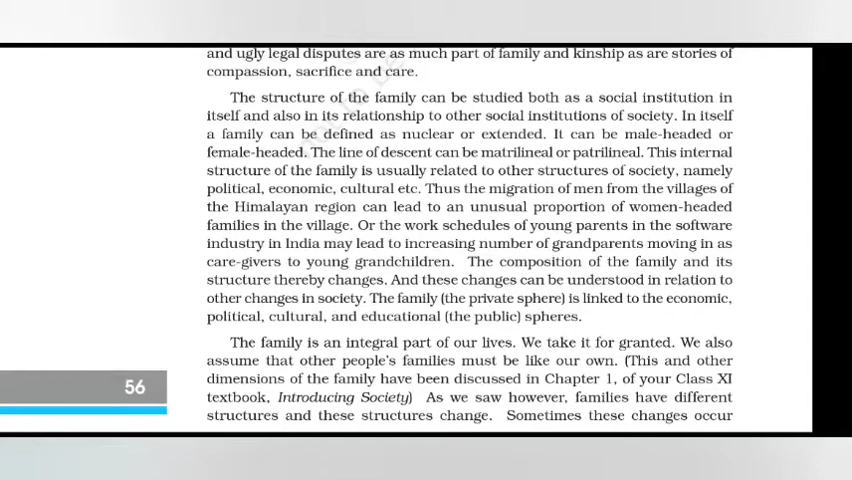 and ugly legal disputes are as much part of family and kinship as are stories of
compassion, sacrifice and care.
The structure of the family can be studied both as a social institution in
itself and also in its relationship to other social institutions of society. In itself
a family can be defined as nuclear or extended. It can be male-headed or
female-headed. The line of descent can be matrilineal or patrilineal. This internal
structure of the family is usually related to other structures of society, namely
political, economic, cultural etc. Thus the migration of men from the villages of
the Himalayan region can lead to an unusual proportion of women-headed
families in the village. Or the work schedules of young parents in the software
industry in India may lead to increasing number of grandparents moving in as
care-givers to young grandchildren. The composition of the family and its
structure thereby changes. And these changes can be understood in relation to
other changes in society. The family (the private sphere) is linked to the economic,
political, cultural, and educational (the public) spheres.
The family is an integral part of our lives. We take it for granted. We also
assume that other people's families must be like our own. (This and other
dimensions of the family have been discussed in Chapter 1, of your Class XI
textbook, Introducing Society) As we saw however, families have different
structures and these structures change. Sometimes these changes occur
56